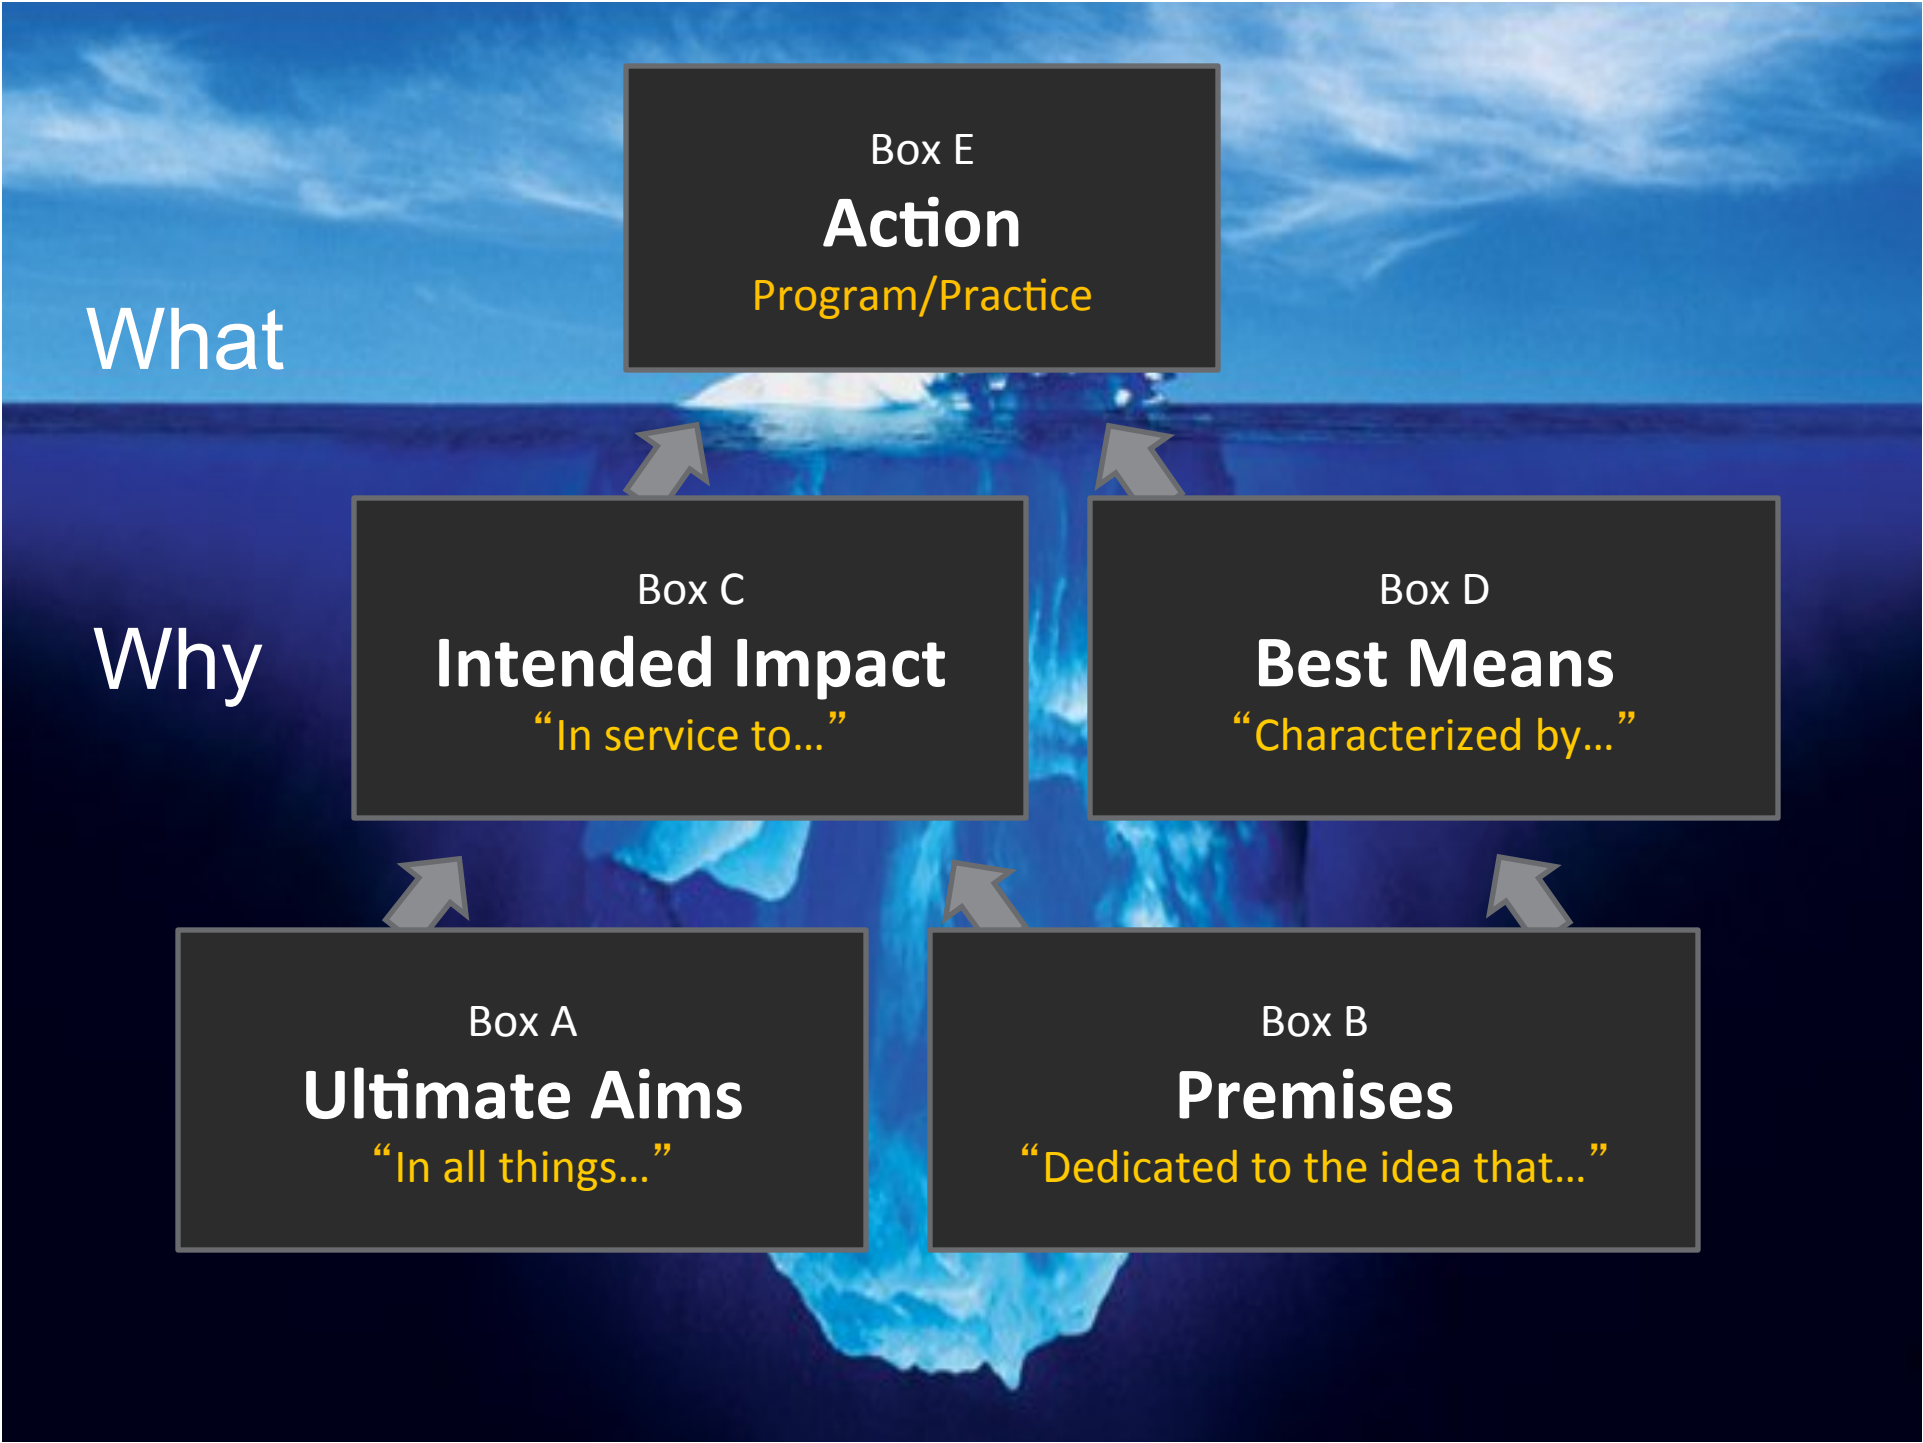 Box E
Action
Program/Practice
What
Box C
Intended Impact
“In service to…”
Box D
Best Means
“Characterized by…”
Why
Box A
Ultimate Aims
“In all things…”
Box B
Premises
“Dedicated to the idea that…”